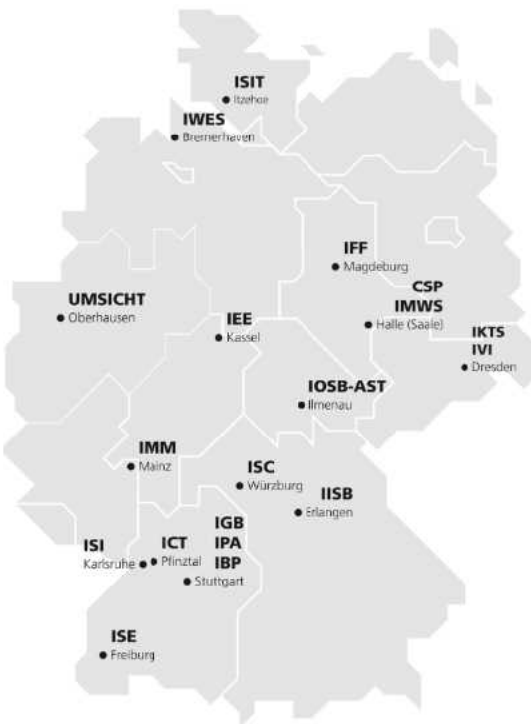 ISIT
Itzehoe
IWES
Bremerhaven
IFF
Magdeburg
CSP
IMWS
Halle (Saale)
UMSICHT
Oberhausen
IEE
Kassel
IKTS
IVI
Dresden
IOSB-AST
Ilmenau
IMM
Mainz
ISC
Würzburg
IISB
Erlangen
IGB
IPA
IBP
Stuttgart
ICT
Pfinztal
ISI
Karlsruhe
ISE
Freiburg